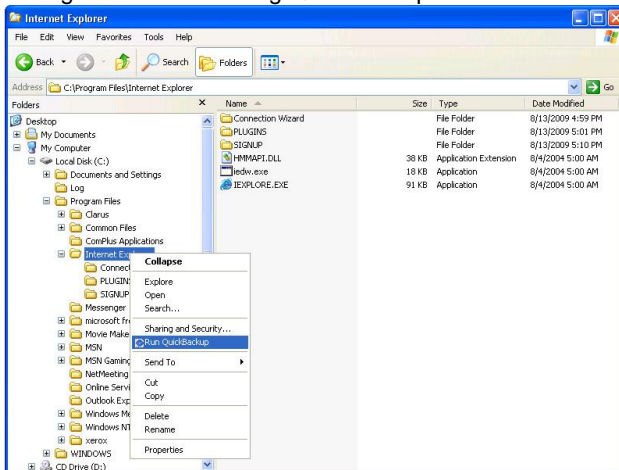 Internet Explorer
File Edit View Favorites Tools Help
Back Search Folders
Address C:\Program Files\Internet Explorer Go
Folders Name Size Type Date Modified
Desktop
My Documents
My Computer
Local Disk (C:)
Documents and Settings
Log
Program Files
Clarus
Common Files
ComPlus Applications
Internet
Connect
PLUGINS
SIGNUP
Messenger
microsoft fr
Movie Make
MSN
MSN Gaming
NetMeeting
Online Servi
Outlook Exp
Windows Me
Windows NT
xerox
WINDOWS
CD Drive (D:)
Connection Wizard File Folder 8/13/2009 4:59 PM
PLUGINS File Folder 8/13/2009 5:01 PM
SIGNUP File Folder 8/13/2009 5:10 PM
HMMAPI.DLL 38 KB Application Extension 8/4/2004 5:00 AM
iedw.exe 18 KB Application 8/4/2004 5:00 AM
IEXPLORE.EXE 91 KB Application 8/4/2004 5:00 AM
Collapse
Explore
Open
Search...
Sharing and Security...
Run QuickBackup
Send To
Cut
Copy
Delete
Rename
Properties